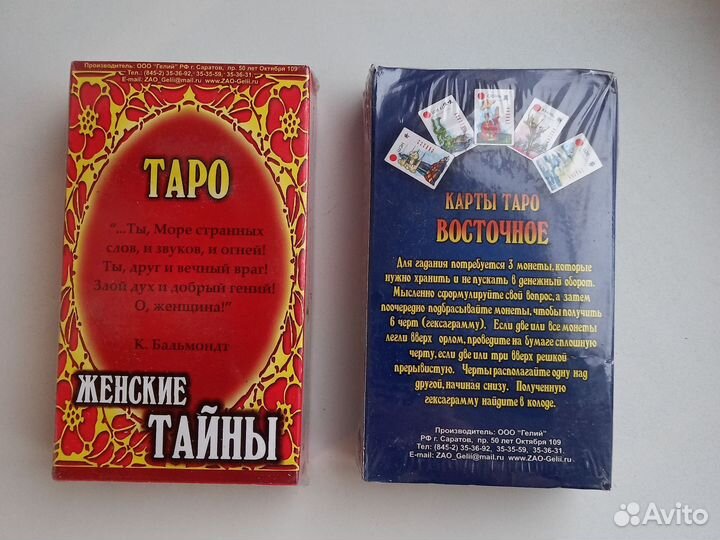 Производитель: ООО "Гелий" РФ г. Саратов, пр. 50 лет Октября 109
Тел.: (845-2) 35-36-92, 35-35-59, 35-36-31.
E-mail: ZAO_Gelii@mail.ru www.ZAO-Gelii.ru
ТАРО
"...Ты, Море странных
слов, и звуков, и огней!
Ты, друг и вечный враг!
Злой дух и добрый гений!
О, женщина!"
К. Бальмондт
ЖЕНСКИЕ
ТАЙНЫ
КАРТЫ ТАРО
ВОСТОЧНОЕ
Для гадания потребуется 3 монеты, которые
нужно хранить и не пускать в денежный оборот.
Мысленно сформулируйте свой вопрос, а затем
поочередно подбрасывайте монеты, чтобы получить
6 черт (гексаграмму). Если две или все монеты
легли вверх орлом, проведите на бумаге сплошную
черту, если две или три вверх решкой
прерывистую. Черты располагайте одну над
другой, начиная снизу. Полученную
гексаграмму найдите в колоде.
Производитель: ООО "Гелий"
РФ г. Саратов, пр. 50 лет Октября 109
Тел.: (845-2) 35-36-92, 35-35-59, 35-36-31.
E-mail: ZAO_Gelii@mail.ru www.ZAO-Gelii.ru
Avito